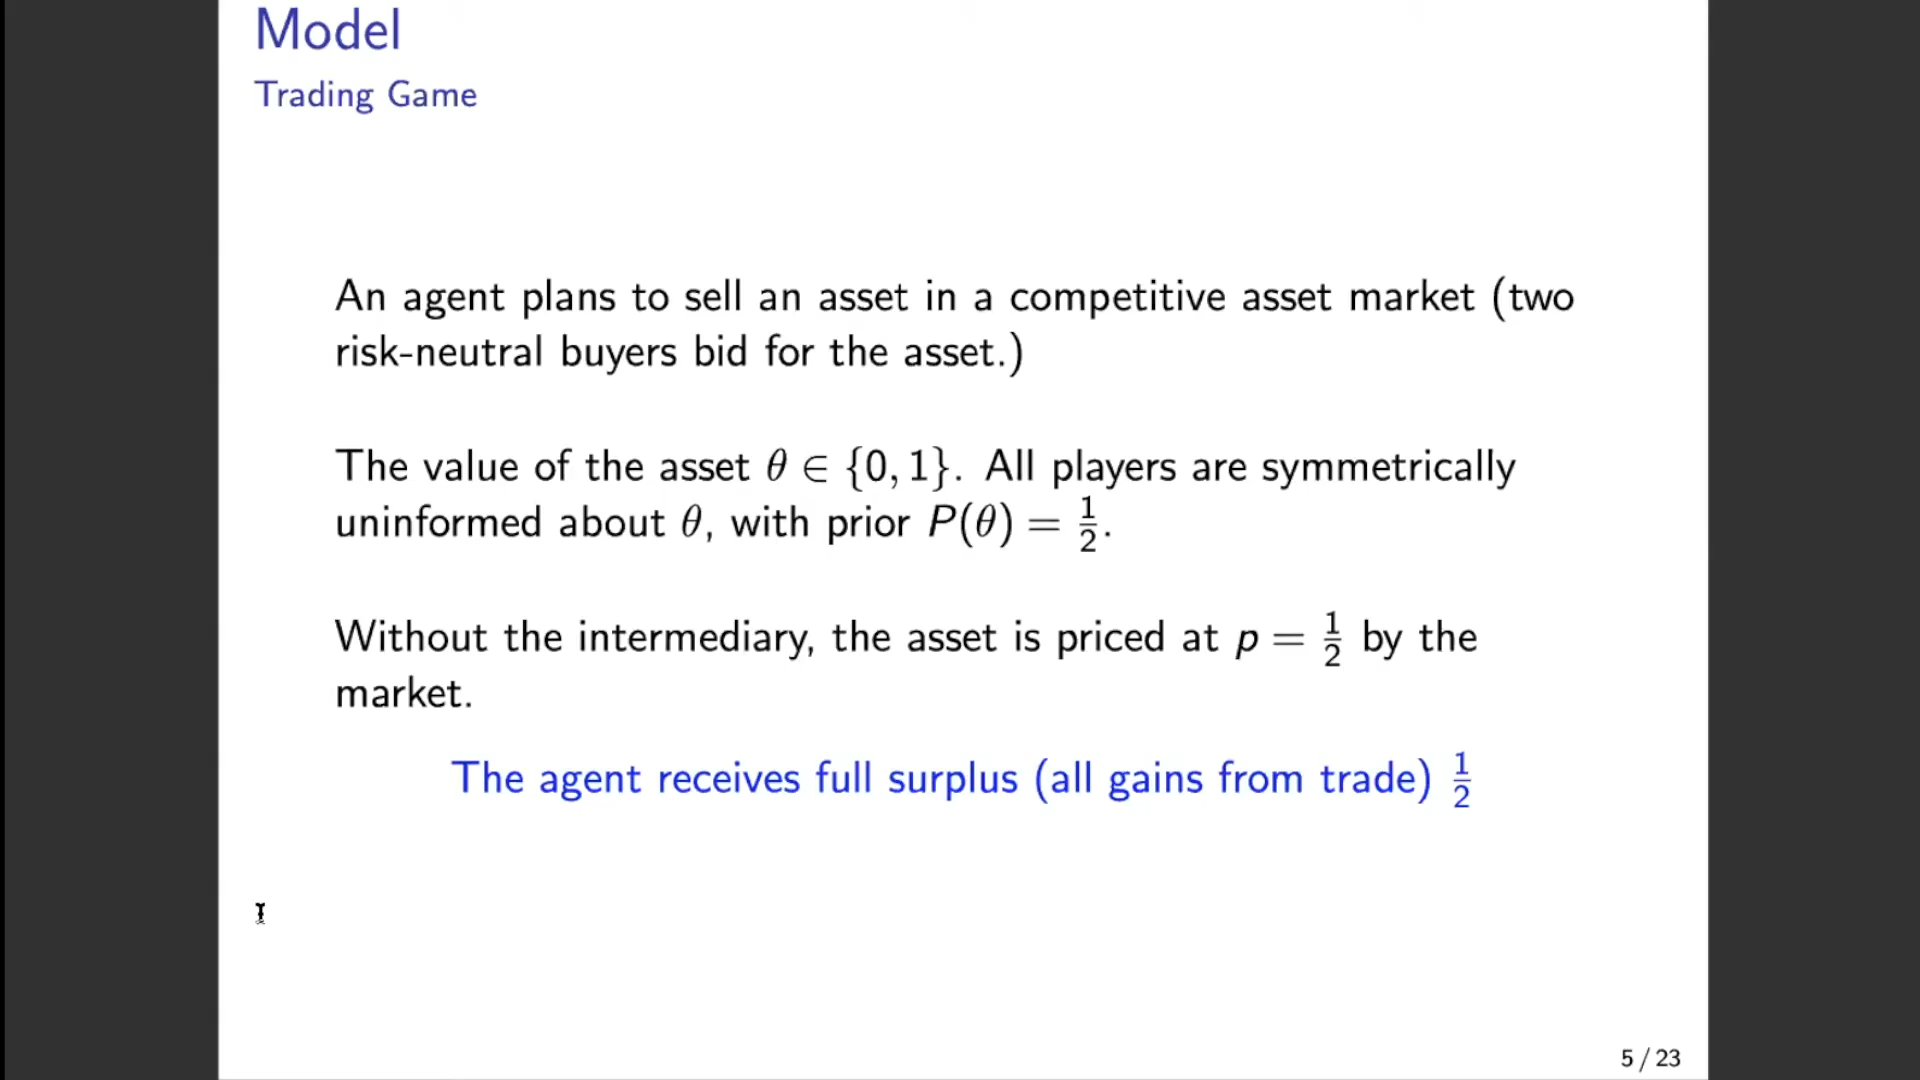 Model
Trading Game
An agent plans to sell an asset in a competitive asset market (two
risk-neutral buyers bid for the asset.)
The value of the asset θ ∈ {0, 1}. All players are symmetrically
uninformed about θ, with prior P(θ) = 1/2.
Without the intermediary, the asset is priced at p = 1/2 by the
market.
The agent receives full surplus (all gains from trade) 1/2
5 / 23